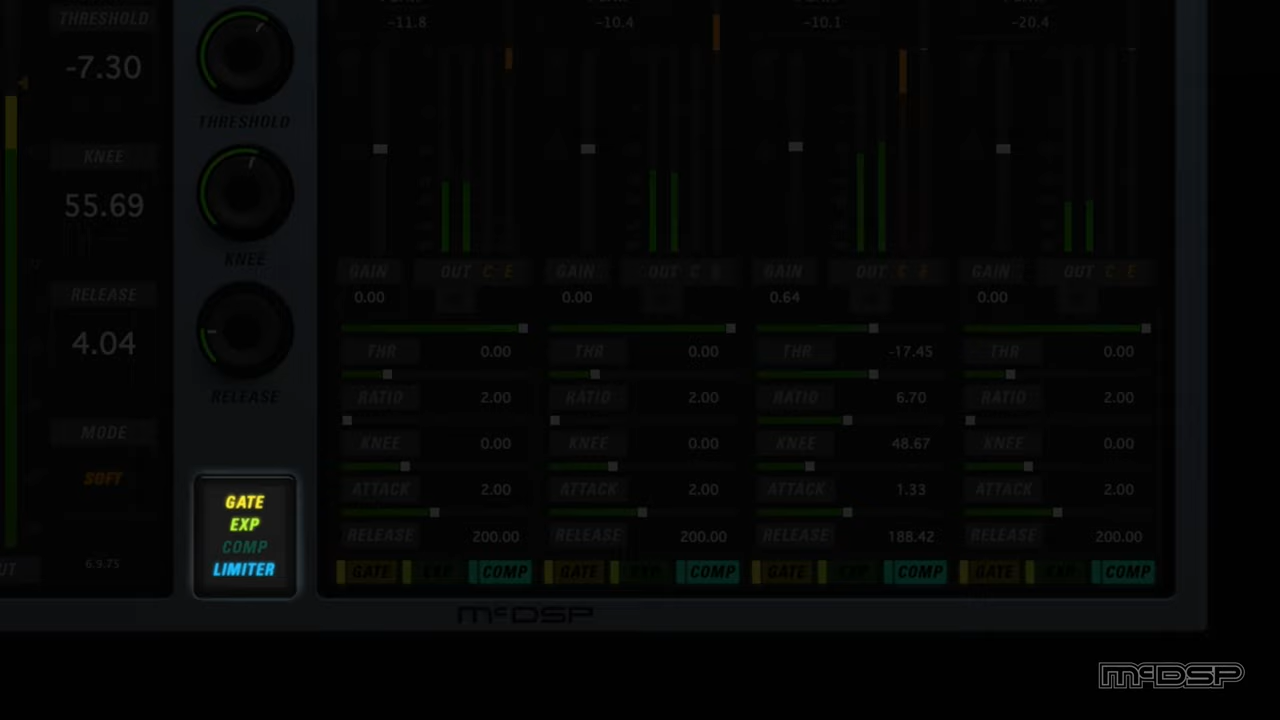 THRESHOLD
-7.30
KNEE
55.69
RELEASE
4.04
MODE
SOFT
6.9.75
THRESHOLD
KNEE
RELEASE
GATE
EXP
COMP
LIMITER
-11.8 -10.4 -10.1 -20.4
GAIN OUT C E GAIN OUT C E GAIN OUT C E GAIN OUT C E
0.00 0.00 0.64 0.00
THR 0.00 THR 0.00 THR -17.45 THR 0.00
RATIO 2.00 RATIO 2.00 RATIO 6.70 RATIO 2.00
KNEE 0.00 KNEE 0.00 KNEE 48.67 KNEE 0.00
ATTACK 2.00 ATTACK 2.00 ATTACK 1.33 ATTACK 2.00
RELEASE 200.00 RELEASE 200.00 RELEASE 188.42 RELEASE 200.00
GATE EXP COMP GATE EXP COMP GATE EXP COMP GATE EXP COMP
McDSP
McDSP